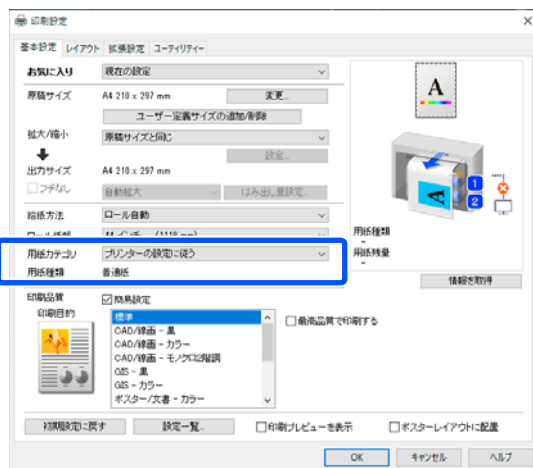 印刷設定
基本設定 レイアウト 拡張設定 ユーティリティー
お気に入り 現在の設定
原稿サイズ A4 210 x 297 mm 変更...
ユーザー定義サイズの追加/削除
拡大/縮小 原稿サイズと同じ
設定...
出力サイズ A4 210 x 297 mm
フチなし 自動拡大 はみ出し量設定...
給紙方法 ロール自動
用紙カテゴリ プリンターの設定に従う
用紙種類 普通紙
印刷品質 簡易設定
印刷目的
標準
CAD/線画 - 黒
CAD/線画 - カラー
CAD/線画 - モノクロ2階調
GIS - 黒
GIS - カラー
ポスター/文書 - カラー
最高品質で印刷する
A
1
2
用紙種類
-
用紙残量
-
情報を取得
初期設定に戻す 設定一覧... 印刷プレビューを表示 ポスターレイアウトに配置
OK キャンセル ヘルプ